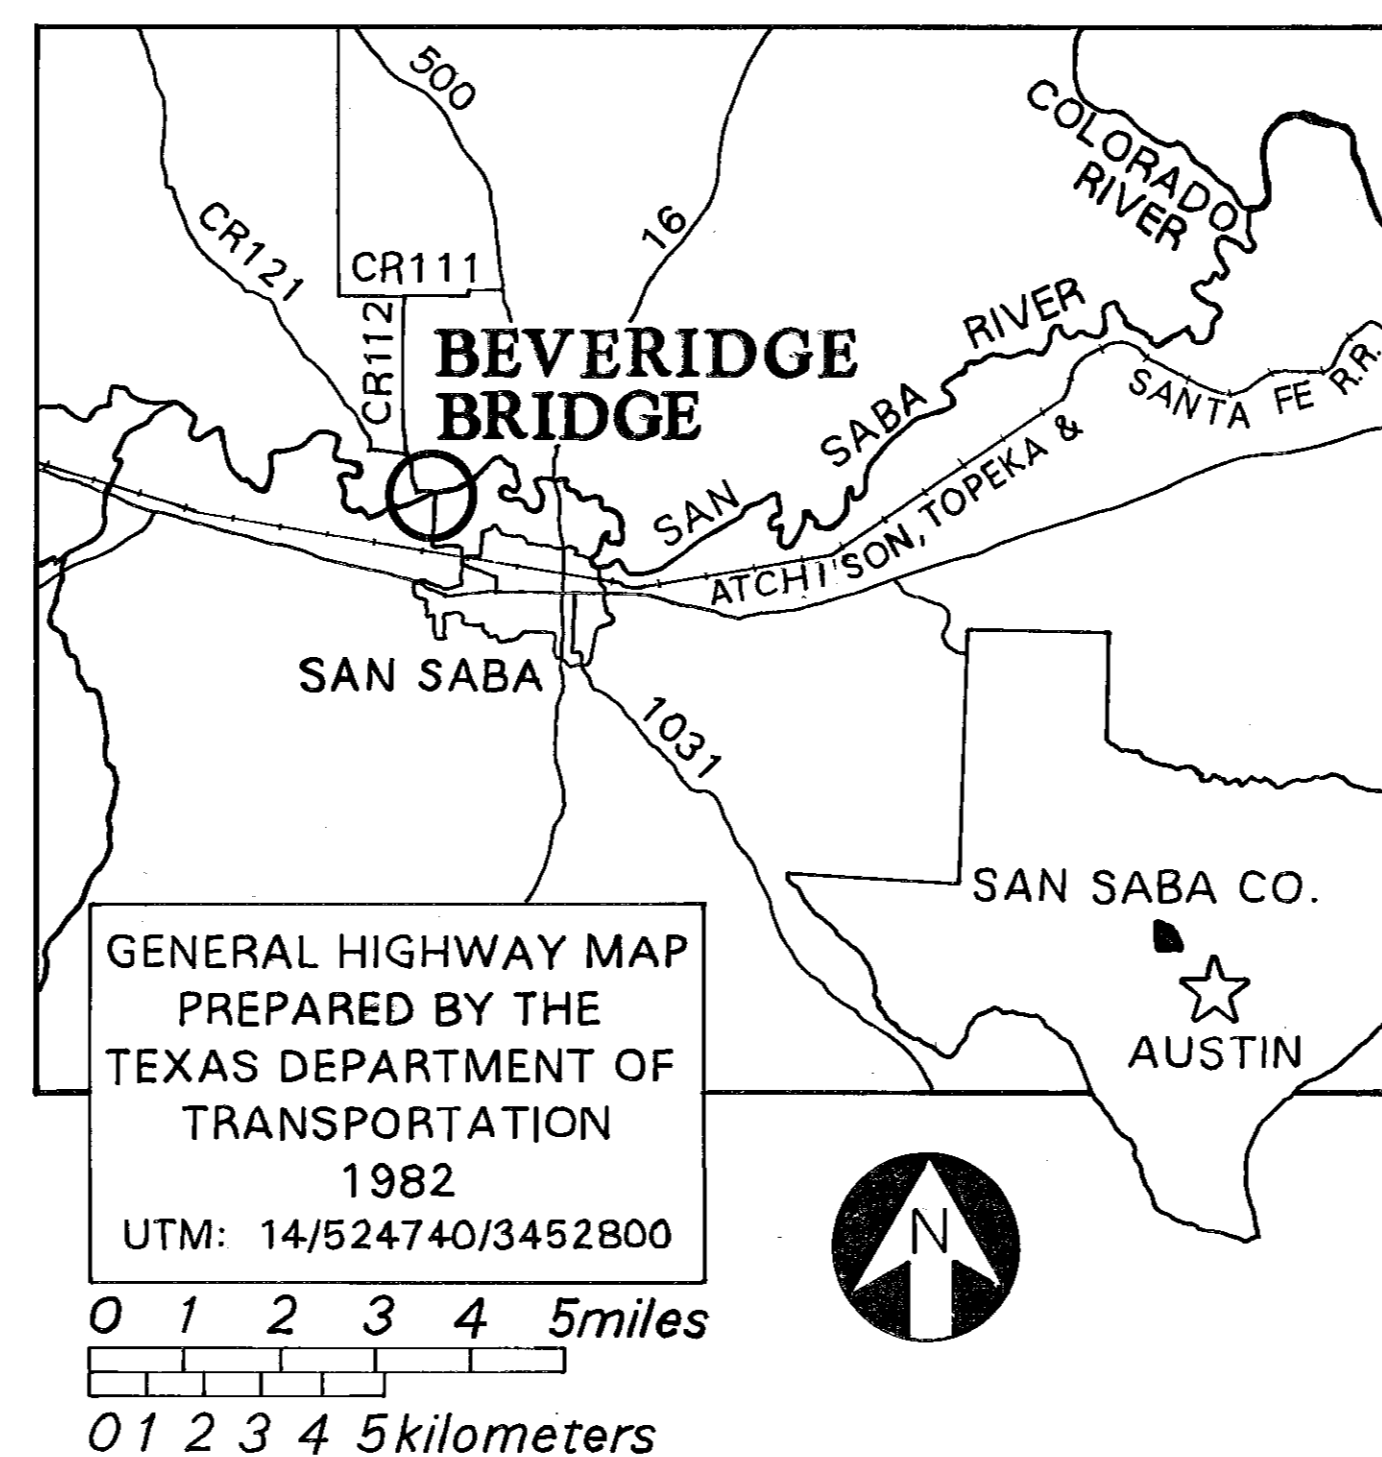 500
COLORADO
RIVER
CR121
16
CR111
CR112
BEVERIDGE
BRIDGE
SAN SABA RIVER
ATCHISON, TOPEKA & SANTA FE R.R.
SAN SABA
1031
SAN SABA CO.
AUSTIN
GENERAL HIGHWAY MAP
PREPARED BY THE
TEXAS DEPARTMENT OF
TRANSPORTATION
1982
UTM: 14/524740/3452800
N
0 1 2 3 4 5miles
0 1 2 3 4 5kilometers